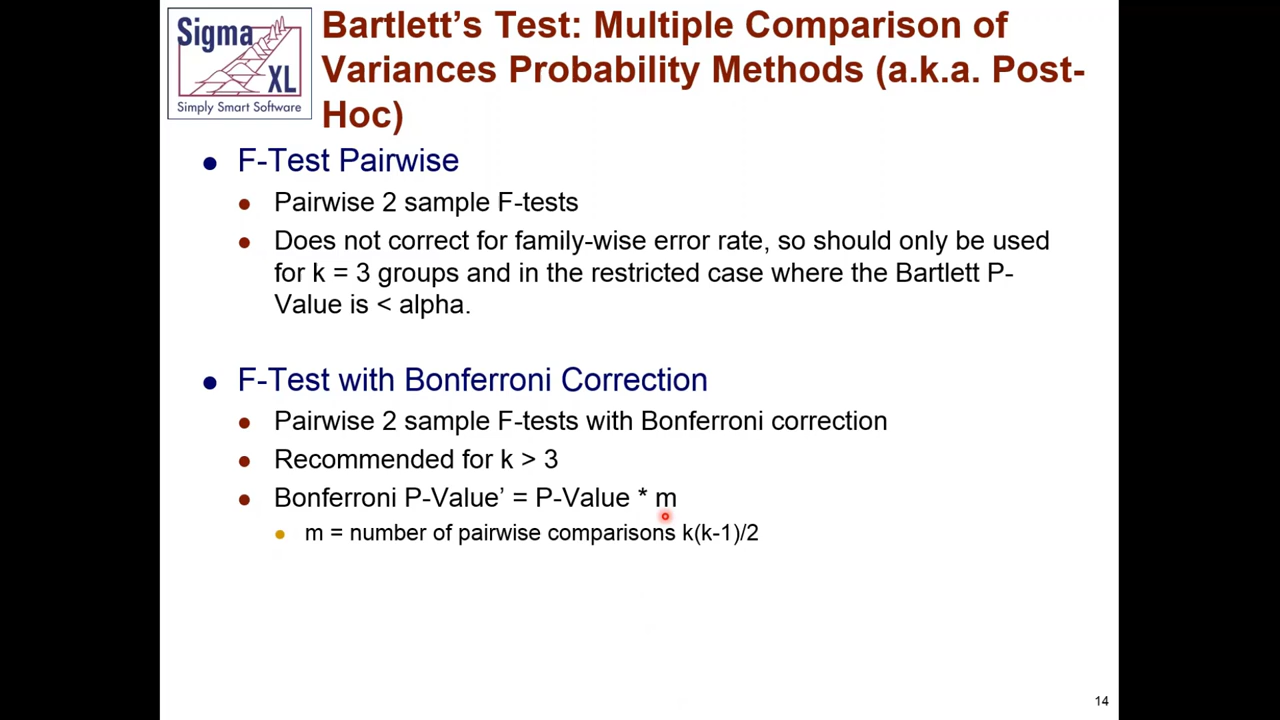 Sigma
XL
Simply Smart Software
Bartlett’s Test: Multiple Comparison of
Variances Probability Methods (a.k.a. Post-
Hoc)
● F-Test Pairwise
● Pairwise 2 sample F-tests
● Does not correct for family-wise error rate, so should only be used
for k = 3 groups and in the restricted case where the Bartlett P-
Value is < alpha.
● F-Test with Bonferroni Correction
● Pairwise 2 sample F-tests with Bonferroni correction
● Recommended for k > 3
● Bonferroni P-Value’ = P-Value * m
● m = number of pairwise comparisons k(k-1)/2
14